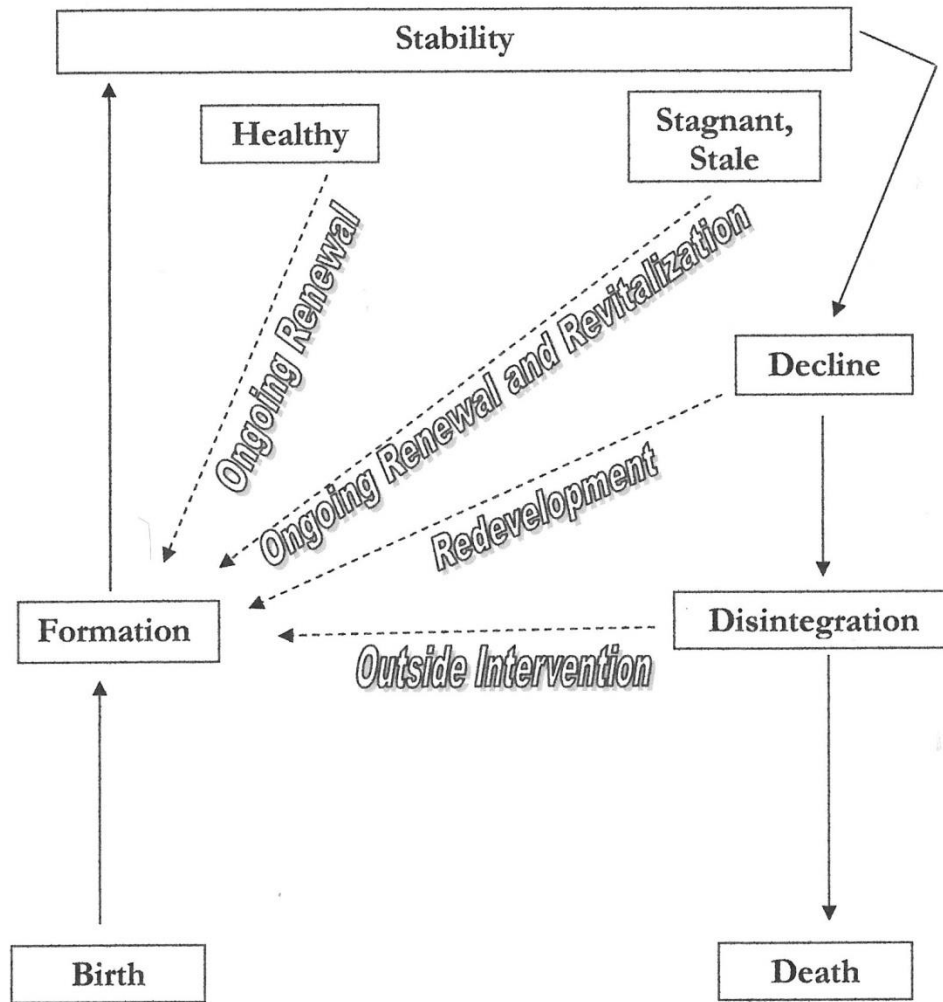 Stability
Healthy
Stagnant,
Stale
Ongoing Renewal
Ongoing Renewal and Revitalization
Decline
Redevelopment
Formation
Disintegration
Outside Intervention
Birth
Death